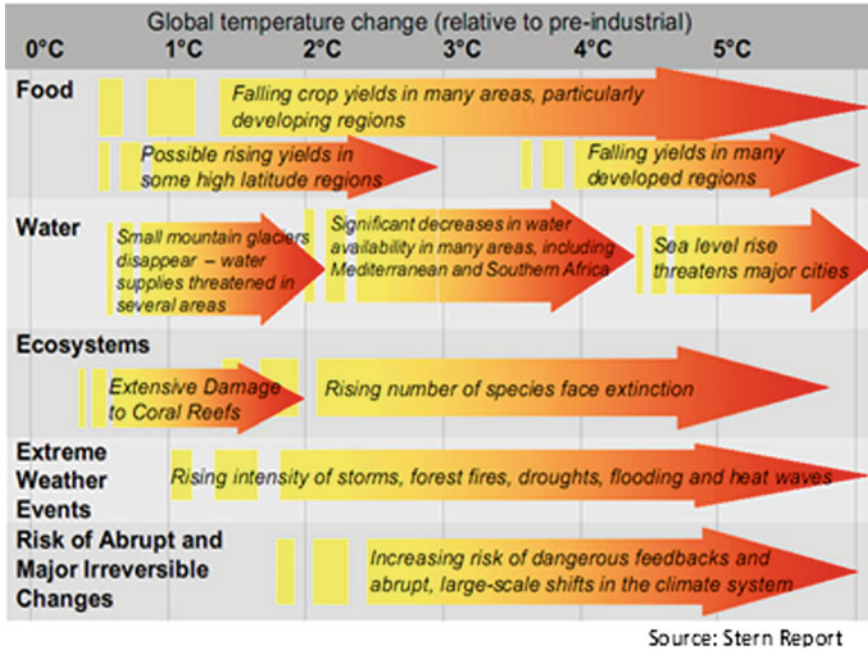 Global temperature change (relative to pre-industrial)
0°C 1°C 2°C 3°C 4°C 5°C
Food
Falling crop yields in many areas, particularly
developing regions
Possible rising yields in
some high latitude regions
Falling yields in many
developed regions
Water
Small mountain glaciers
disappear – water
supplies threatened in
several areas
Significant decreases in water
availability in many areas, including
Mediterranean and Southern Africa
Sea level rise
threatens major cities
Ecosystems
Extensive Damage
to Coral Reefs
Rising number of species face extinction
Extreme
Weather
Events
Rising intensity of storms, forest fires, droughts, flooding and heat waves
Risk of Abrupt and
Major Irreversible
Changes
Increasing risk of dangerous feedbacks and
abrupt, large-scale shifts in the climate system
Source: Stern Report